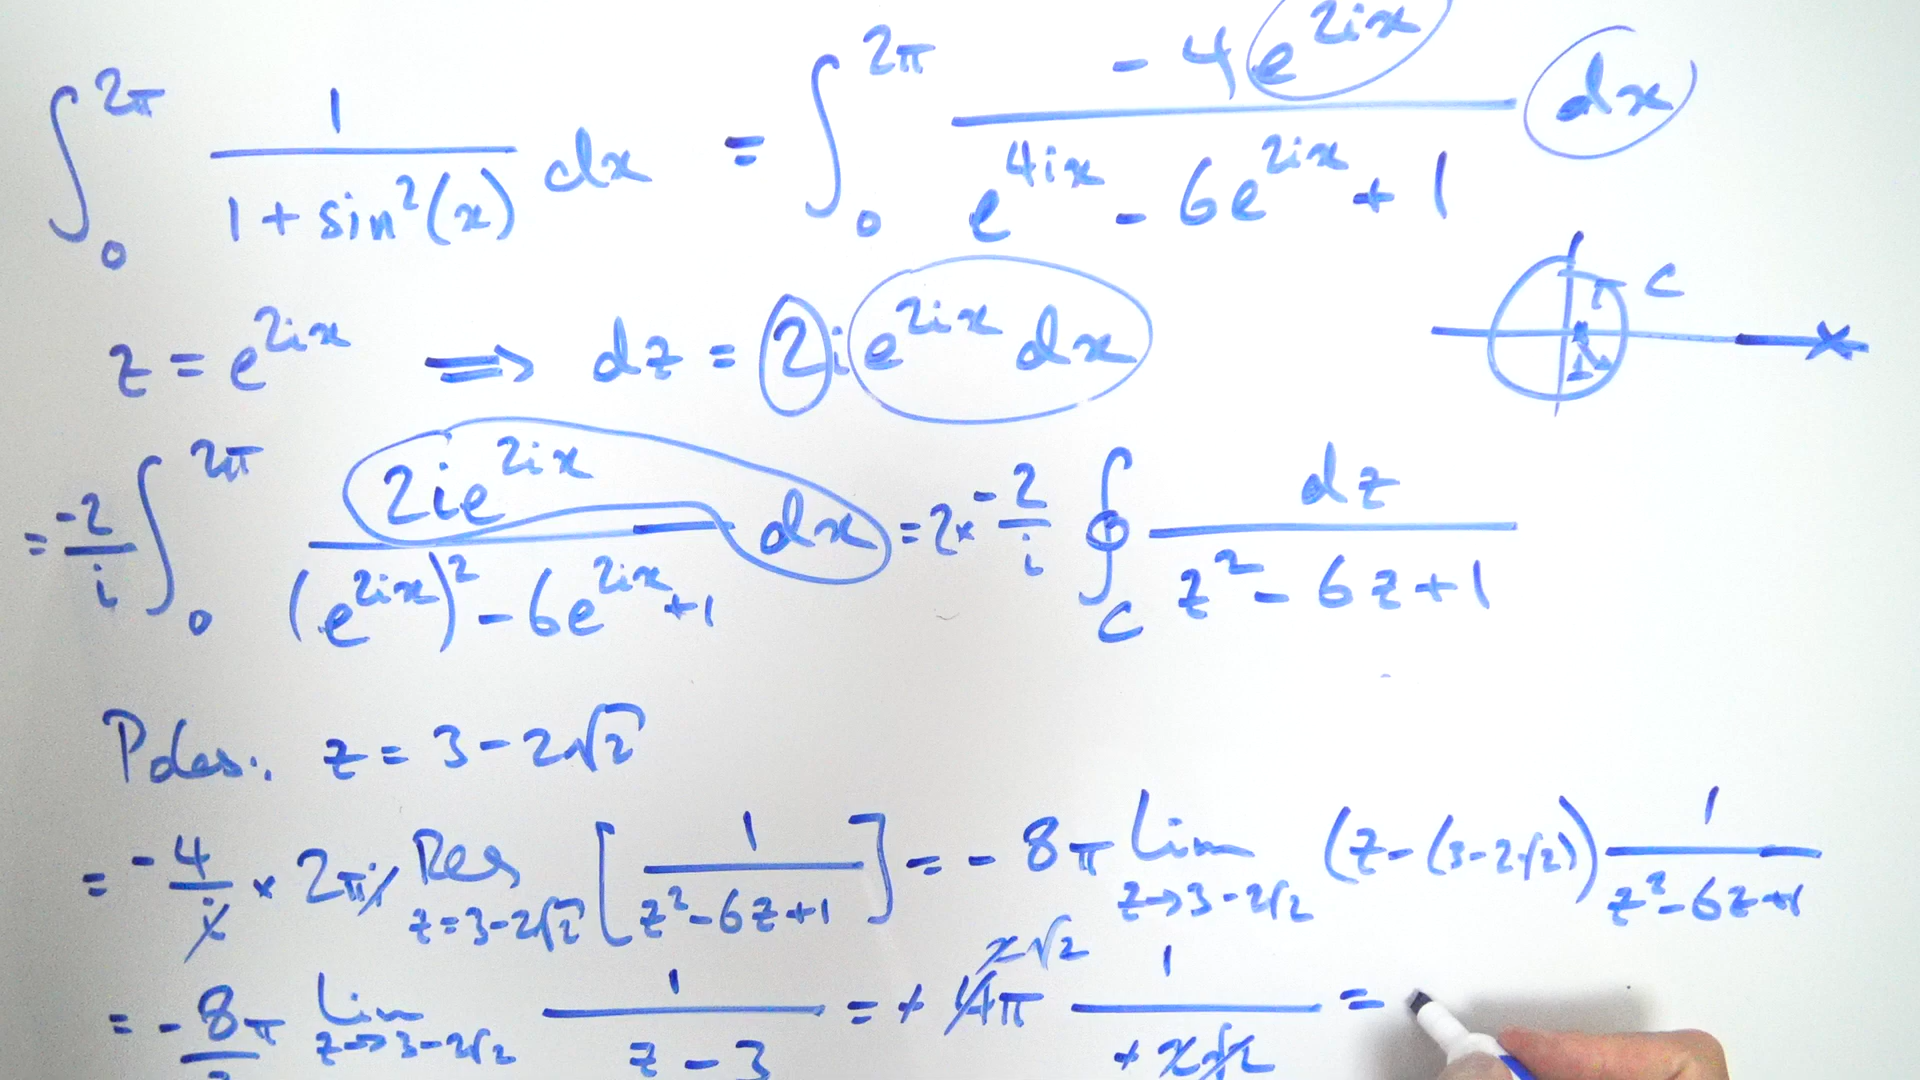 ∫₀^{2π} 1/(1 + sin²(x)) dx = ∫₀^{2π} -4e^{2ix}/(e^{4ix} - 6e^{2ix} + 1) dx
C
z = e^{2ix} ⟹ dz = 2ie^{2ix} dx
= -2/i ∫₀^{2π} 2ie^{2ix}/((e^{2ix})² - 6e^{2ix} + 1) dx = 2× -2/i ∮_C dz/(z² - 6z + 1)
Poles: z = 3 - 2√2
= -4/i × 2πi Res_{z=3-2√2} [1/(z² - 6z + 1)] = -8π Lim_{z→3-2√2} (z - (3-2√2)) 1/(z² - 6z + 1)
= -8π/2 Lim_{z→3-2√2} 1/(z - 3) = + 4π 1/(+2√2) =
×√2